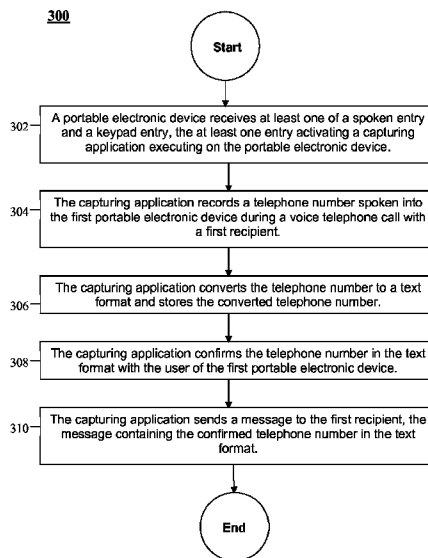 300
Start
302
A portable electronic device receives at least one of a spoken entry
and a keypad entry, the at least one entry activating a capturing
application executing on the portable electronic device.
304
The capturing application records a telephone number spoken into
the first portable electronic device during a voice telephone call with
a first recipient.
306
The capturing application converts the telephone number to a text
format and stores the converted telephone number.
308
The capturing application confirms the telephone number in the text
format with the user of the first portable electronic device.
310
The capturing application sends a message to the first recipient, the
message containing the confirmed telephone number in the text
format.
End